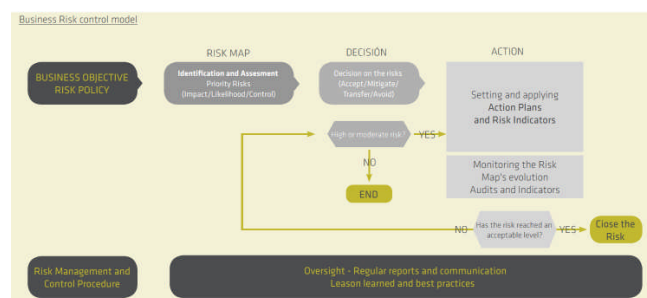 Business Risk control model
RISK MAP
DECISIÓN
ACTION
BUSINESS OBJECTIVE
RISK POLICY
Identification and Assesment
Priority Risks
(Impact/Likelihood/Control)
Decision on the risks
(Accept/Mitigate/
Transfer/Avoid)
Setting and applying
Action Plans
and Risk Indicators
High to moderate risk?
YES
NO
END
Monitoring the Risk
Map's evolution
Audits and Indicators
NO
Has the risk reached an
acceptable level?
YES
Close the
Risk
Risk Management and
Control Procedure
Oversight - Regular reports and communication
Leason learned and best practices